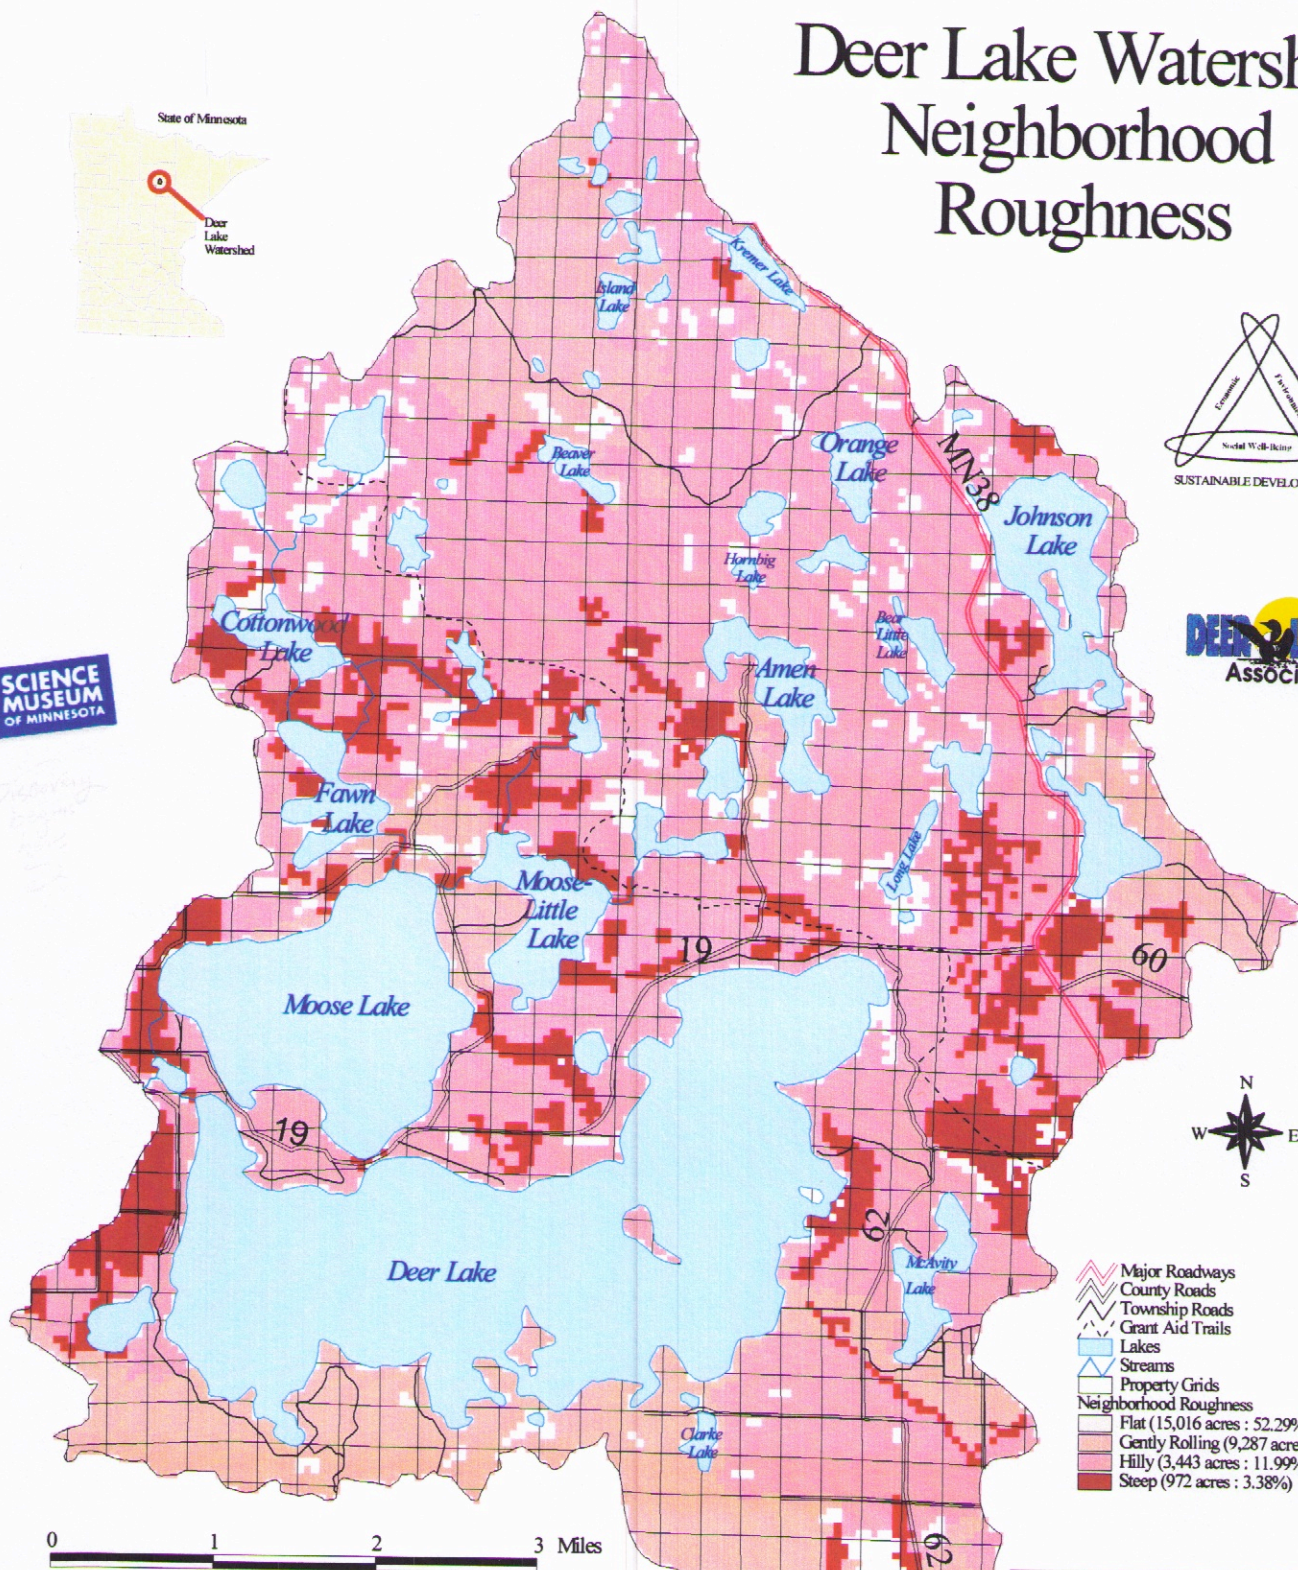 Deer Lake Watersh
Neighborhood
Roughness
State of Minnesota
Deer
Lake
Watershed
Kremer Lake
Island
Lake
Economic
Social Well-Being
SUSTAINABLE DEVELO
Beaver
Lake
Orange
Lake
MN38
Johnson
Lake
Hornbig
Lake
Cottonwood
Lake
Bear
Little
Lake
Amen
Lake
DEER
Associ
SCIENCE
MUSEUM
OF MINNESOTA
Fawn
Lake
Long Lake
Moose-
Little
Lake
19
60
Moose Lake
19
N
W E
S
62
Deer Lake
McAvity
Lake
Major Roadways
County Roads
Township Roads
Grant Aid Trails
Lakes
Streams
Property Grids
Neighborhood Roughness
Flat (15,016 acres : 52.29%
Gently Rolling (9,287 acre
Hilly (3,443 acres : 11.99%
Steep (972 acres : 3.38%)
Clarke
Lake
62
0 1 2 3 Miles